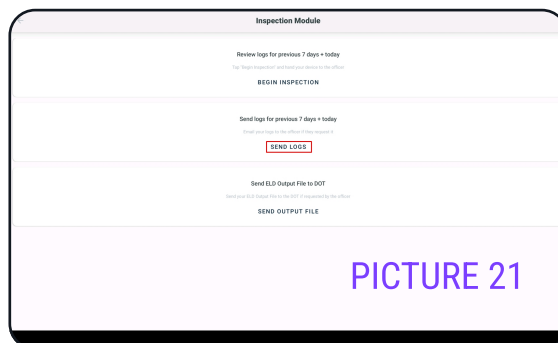 Inspection Module
Review logs for previous 7 days + today
Tap "Begin Inspection" and hand your device to the officer
BEGIN INSPECTION
Send logs for previous 7 days + today
Email your logs to the officer if they request it
SEND LOGS
Send ELD Output File to DOT
Send your ELD Output File to the DOT if requested by the officer
SEND OUTPUT FILE
PICTURE 21